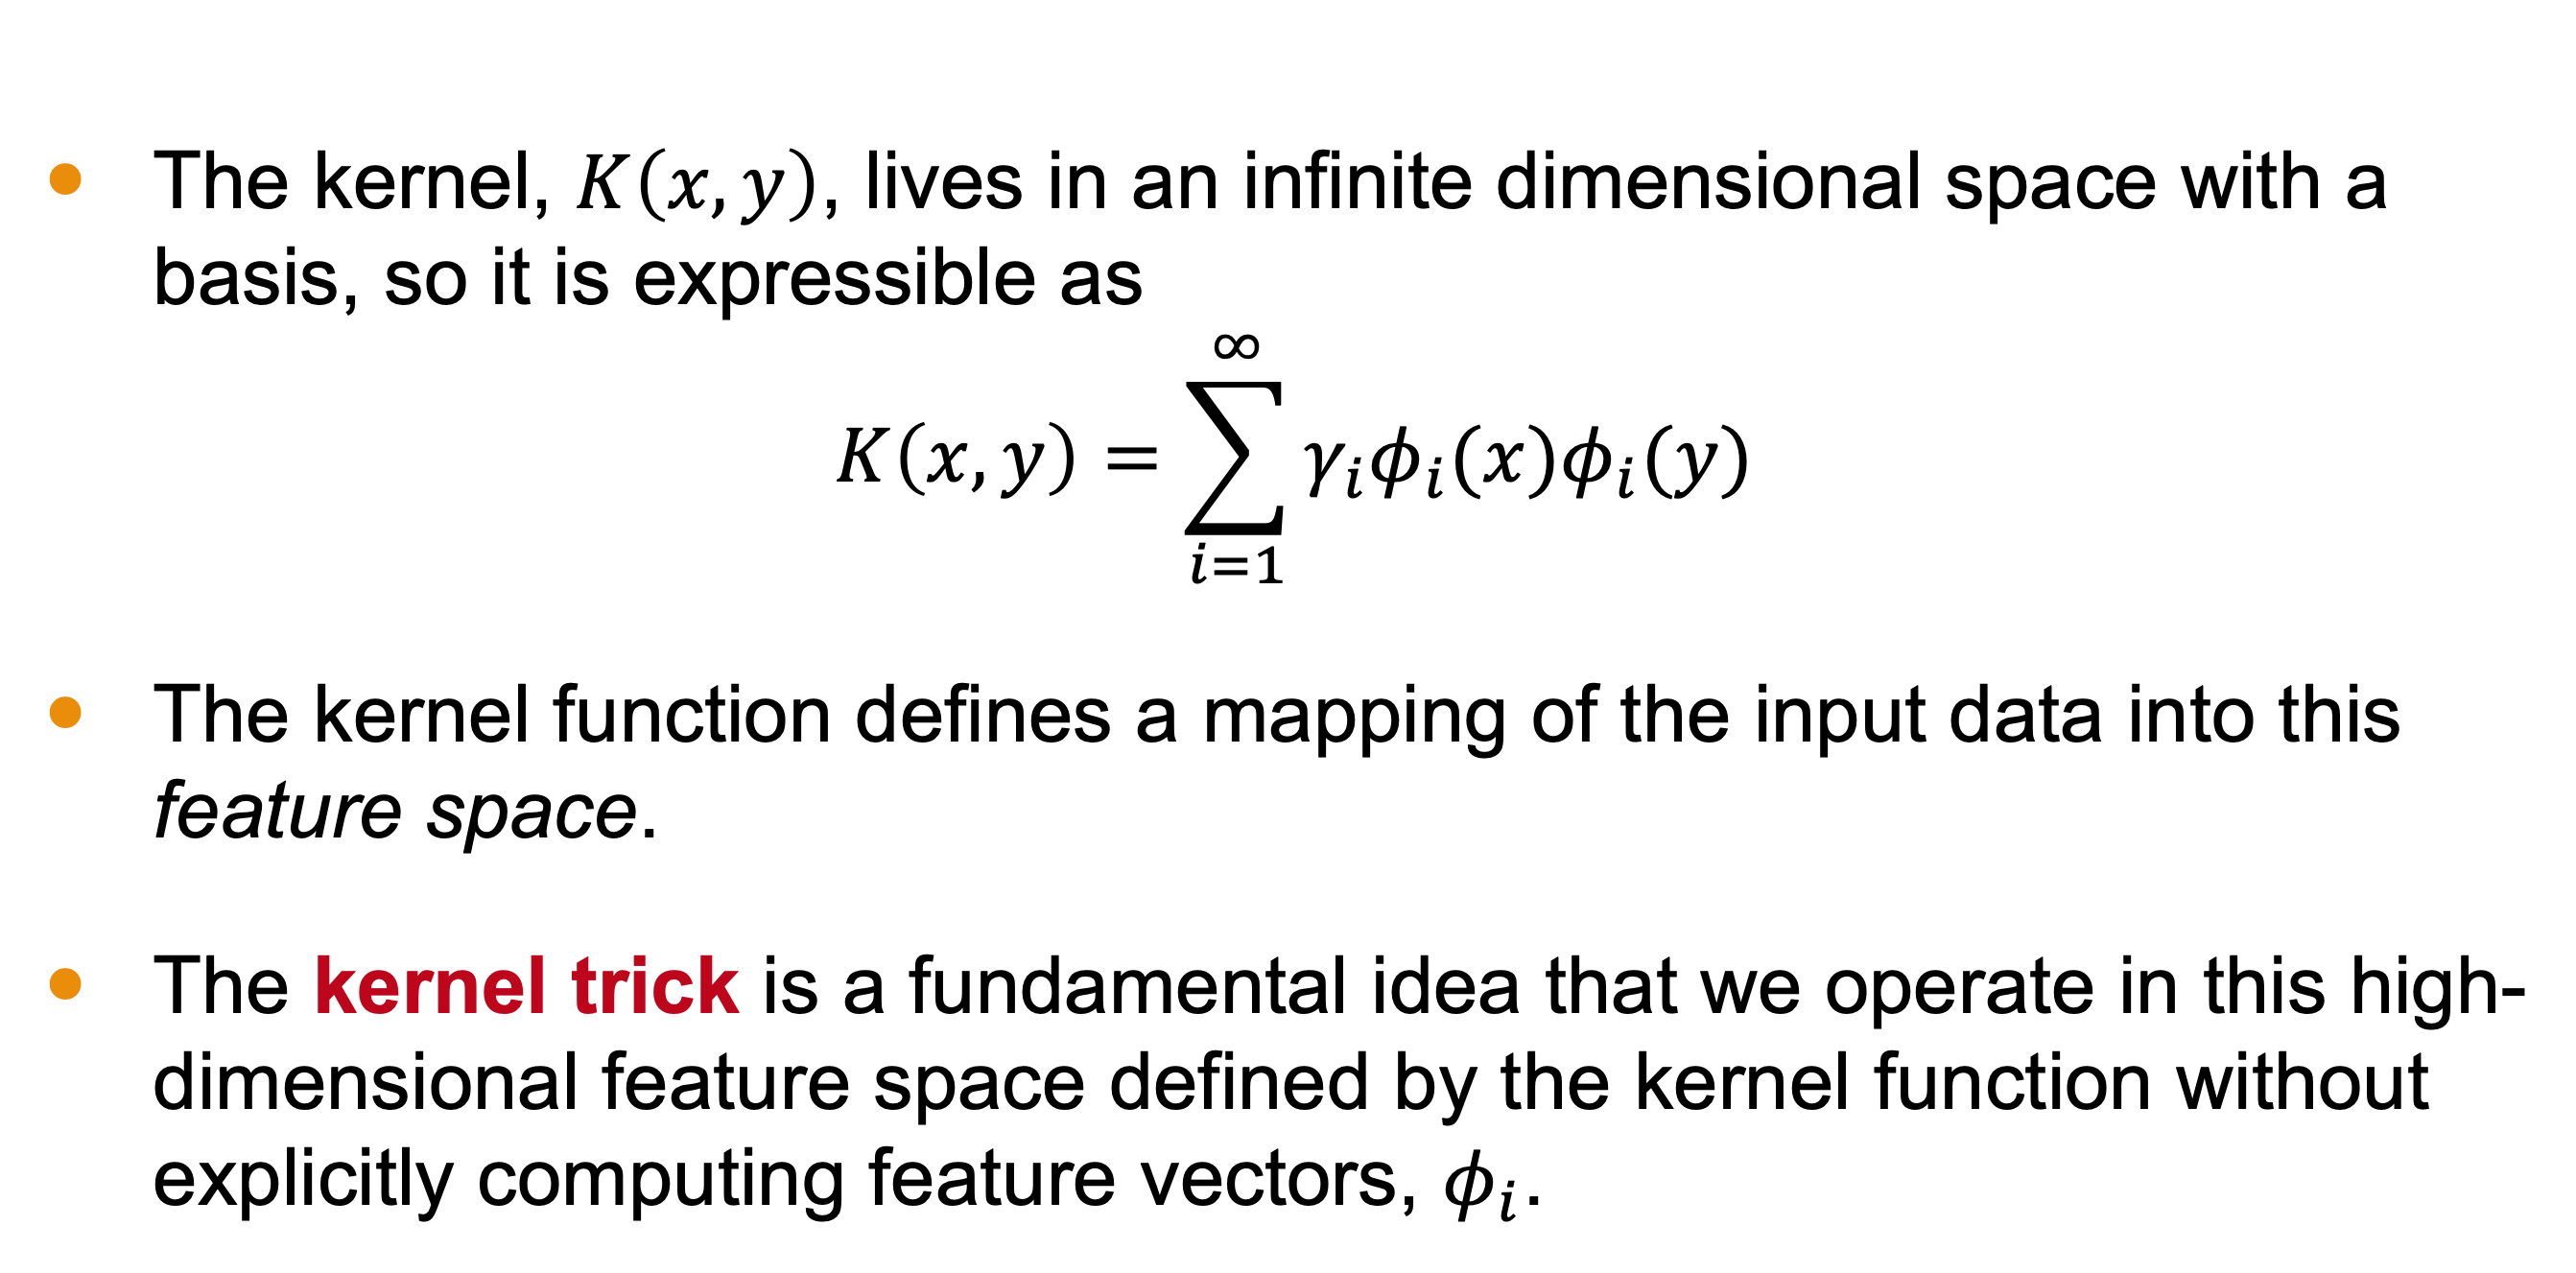 • The kernel, K(x, y), lives in an infinite dimensional space with a
basis, so it is expressible as
K(x, y) = ∑_{i=1}^{∞} γᵢϕᵢ(x)ϕᵢ(y)
• The kernel function defines a mapping of the input data into this
feature space.
• The kernel trick is a fundamental idea that we operate in this high-
dimensional feature space defined by the kernel function without
explicitly computing feature vectors, ϕᵢ.